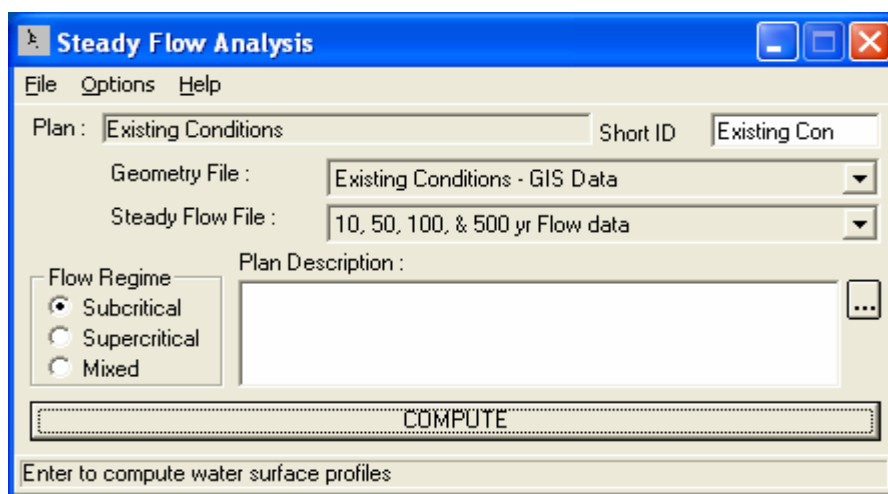 Steady Flow Analysis
File Options Help
Plan : Existing Conditions Short ID Existing Con
Geometry File : Existing Conditions - GIS Data
Steady Flow File : 10, 50, 100, & 500 yr Flow data
Plan Description :
Flow Regime
Subcritical
Supercritical
Mixed
...
COMPUTE
Enter to compute water surface profiles